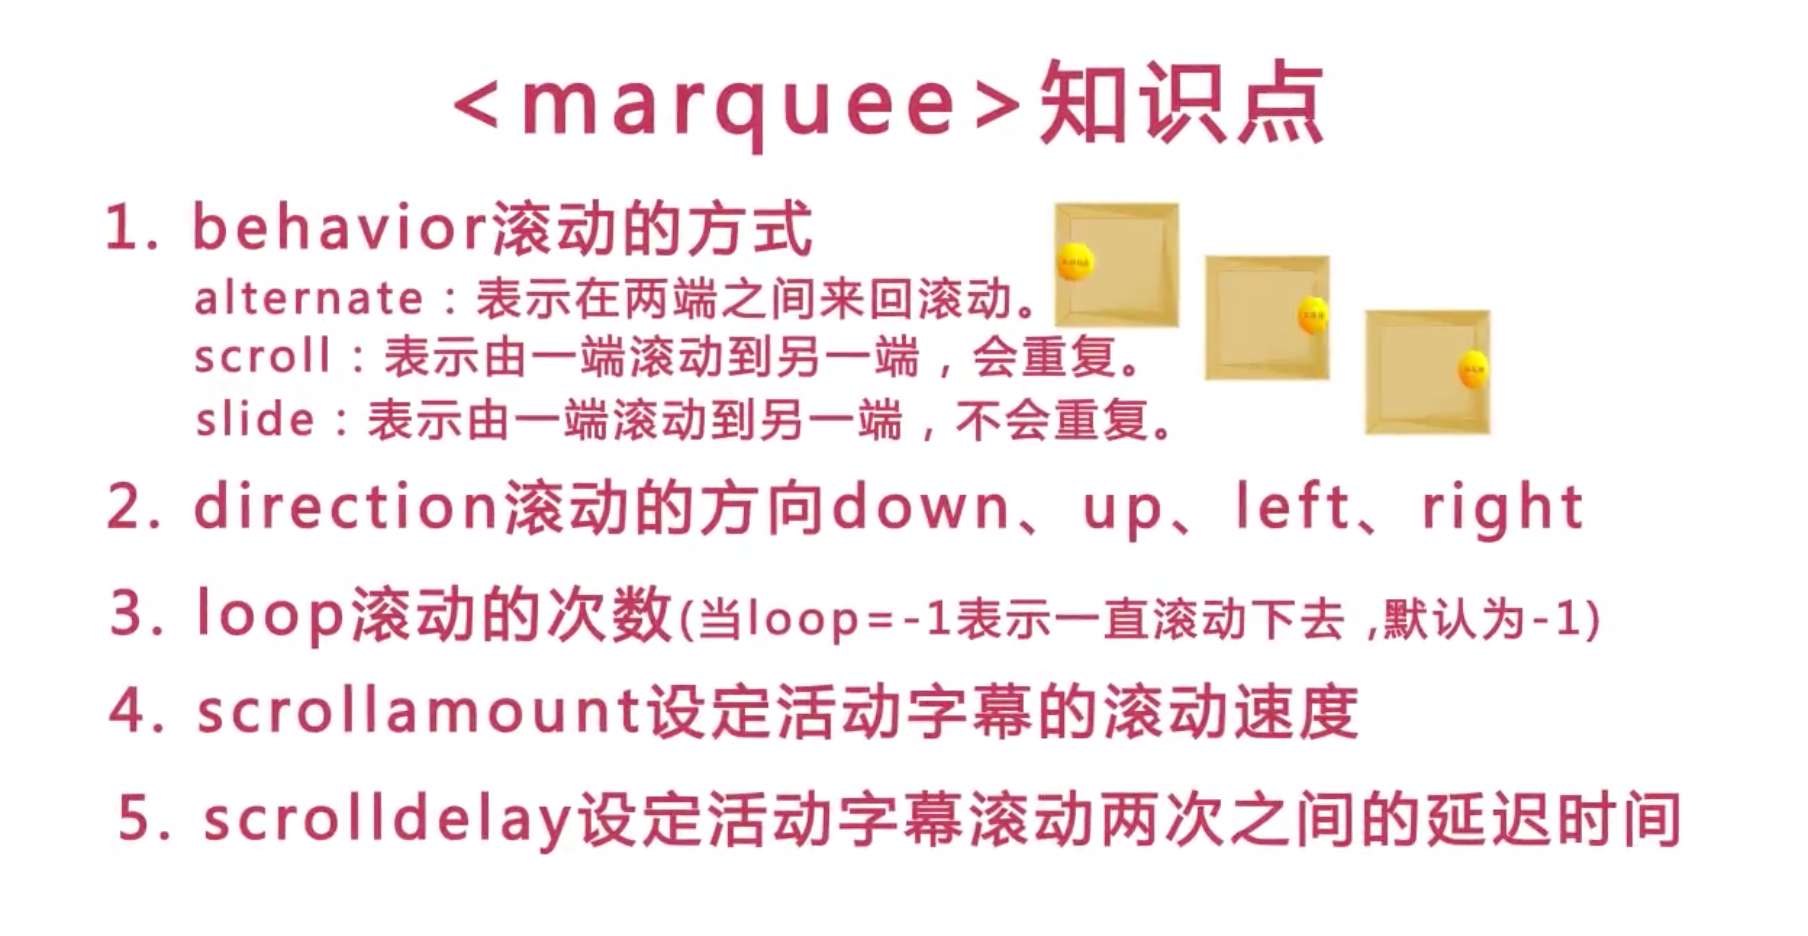 <marquee>知识点
1. behavior滚动的方式
alternate：表示在两端之间来回滚动。
scroll：表示由一端滚动到另一端，会重复。
slide：表示由一端滚动到另一端，不会重复。
2. direction滚动的方向down、up、left、right
3. loop滚动的次数(当loop=-1表示一直滚动下去 ,默认为-1)
4. scrollamount设定活动字幕的滚动速度
5. scrolldelay设定活动字幕滚动两次之间的延迟时间